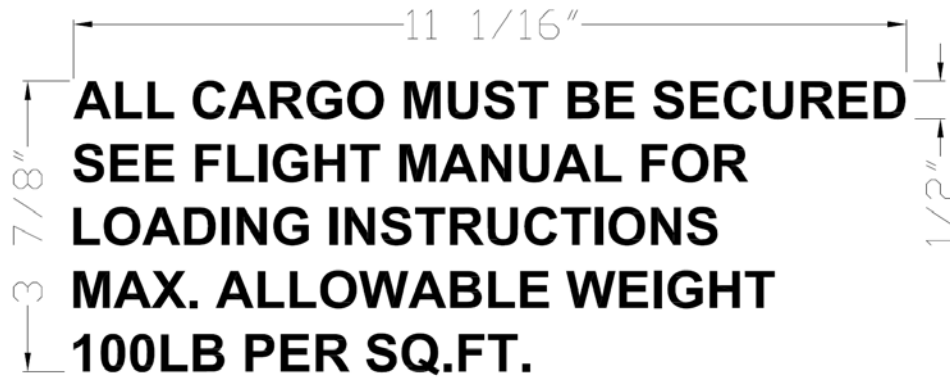 11 1/16"
ALL CARGO MUST BE SECURED
SEE FLIGHT MANUAL FOR
LOADING INSTRUCTIONS
MAX. ALLOWABLE WEIGHT
100LB PER SQ.FT.
3 7/8"
1/2"